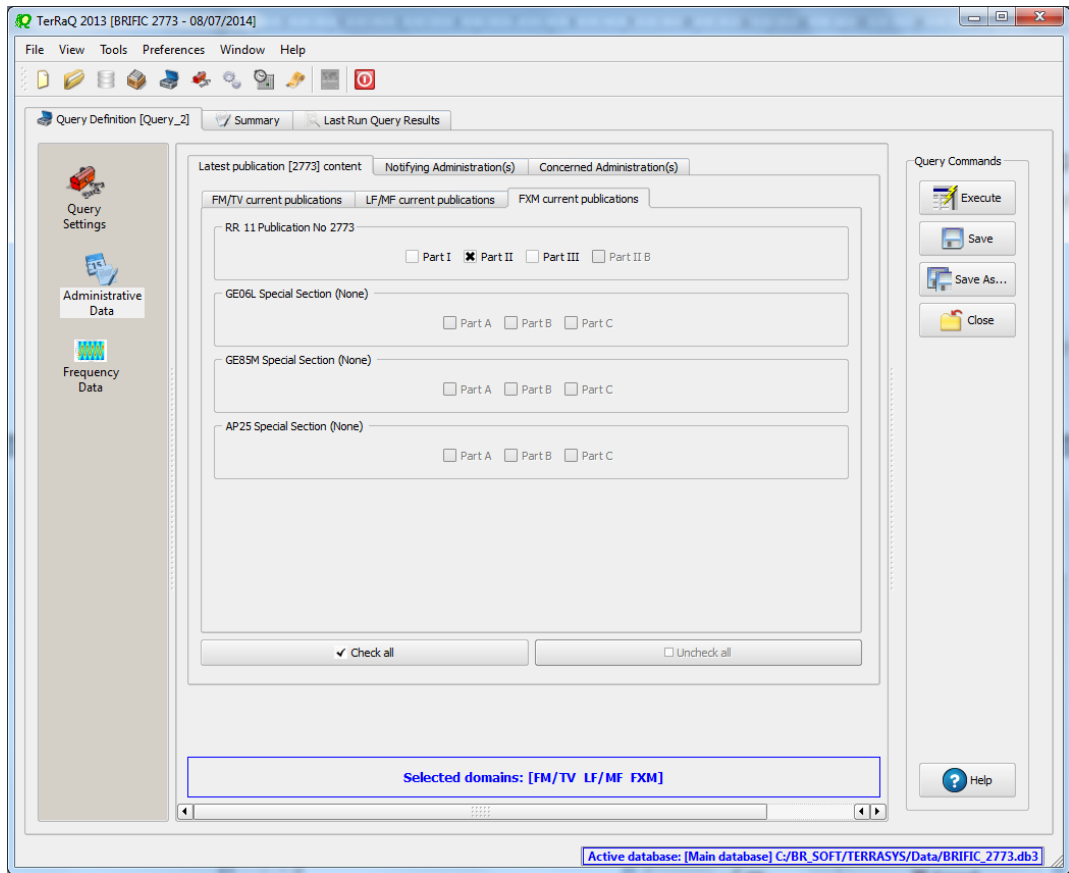 TerRaQ 2013 [BRIFIC 2773 - 08/07/2014]
File View Tools Preferences Window Help
Query Definition [Query_2] Summary Last Run Query Results
Query Settings
Administrative Data
Frequency Data
Latest publication [2773] content Notifying Administration(s) Concerned Administration(s)
FM/TV current publications LF/MF current publications FXM current publications
RR 11 Publication No 2773
Part I Part II Part III Part II B
GE06L Special Section (None)
Part A Part B Part C
GE85M Special Section (None)
Part A Part B Part C
AP25 Special Section (None)
Part A Part B Part C
Check all Uncheck all
Selected domains: [FM/TV LF/MF FXM]
Query Commands
Execute
Save
Save As...
Close
Help
Active database: [Main database] C:/BR_SOFT/TERRASYS/Data/BRIFIC_2773.db3